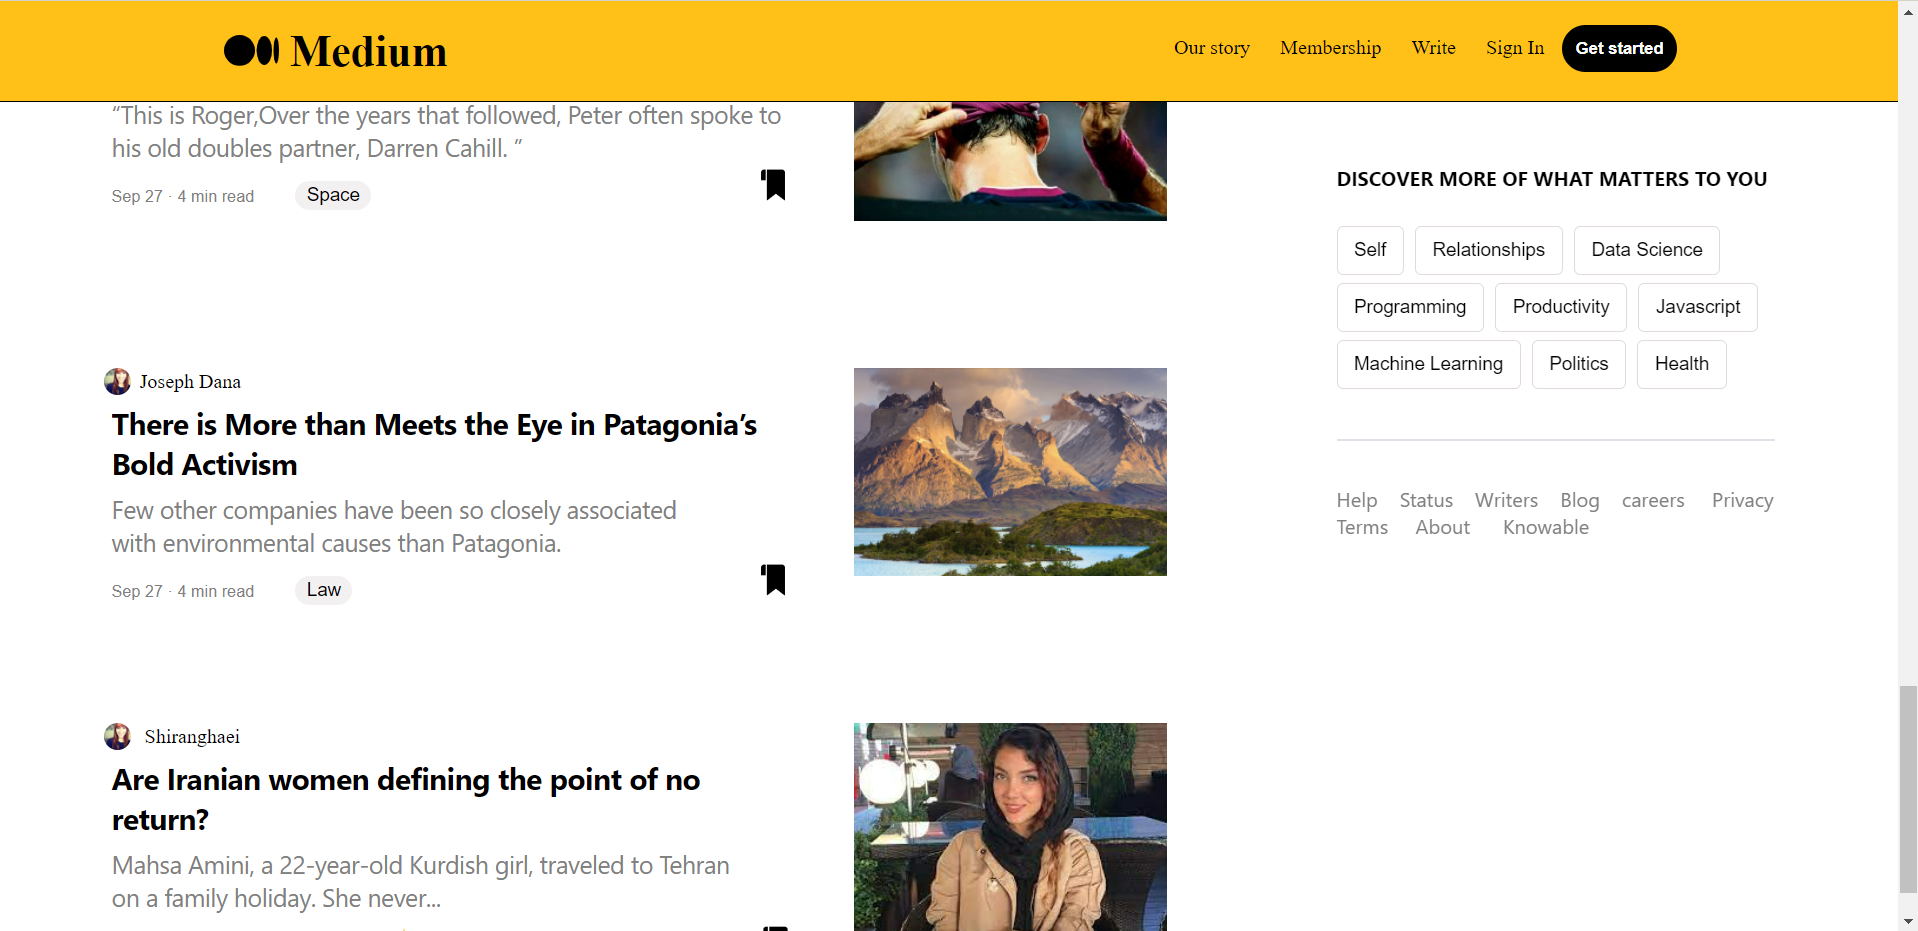 Medium
Our story Membership Write Sign In Get started
“This is Roger,Over the years that followed, Peter often spoke to
his old doubles partner, Darren Cahill. ”
Sep 27 · 4 min read Space
Joseph Dana
There is More than Meets the Eye in Patagonia’s
Bold Activism
Few other companies have been so closely associated
with environmental causes than Patagonia.
Sep 27 · 4 min read Law
Shiranghaei
Are Iranian women defining the point of no
return?
Mahsa Amini, a 22-year-old Kurdish girl, traveled to Tehran
on a family holiday. She never...
DISCOVER MORE OF WHAT MATTERS TO YOU
Self Relationships Data Science
Programming Productivity Javascript
Machine Learning Politics Health
Help Status Writers Blog careers Privacy
Terms About Knowable